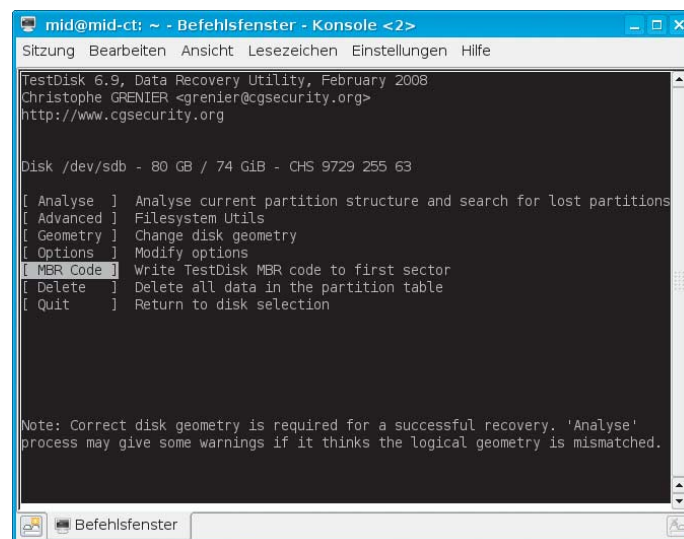 mid@mid-ct: ~ - Befehlsfenster - Konsole <2>
Sitzung Bearbeiten Ansicht Lesezeichen Einstellungen Hilfe
TestDisk 6.9, Data Recovery Utility, February 2008
Christophe GRENIER <grenier@cgsecurity.org>
http://www.cgsecurity.org
Disk /dev/sdb - 80 GB / 74 GiB - CHS 9729 255 63
[ Analyse  ]  Analyse current partition structure and search for lost partitions
[ Advanced ]  Filesystem Utils
[ Geometry ]  Change disk geometry
[ Options  ]  Modify options
[ MBR Code ]  Write TestDisk MBR code to first sector
[ Delete   ]  Delete all data in the partition table
[ Quit     ]  Return to disk selection
Note: Correct disk geometry is required for a successful recovery. 'Analyse'
process may give some warnings if it thinks the logical geometry is mismatched.
Befehlsfenster